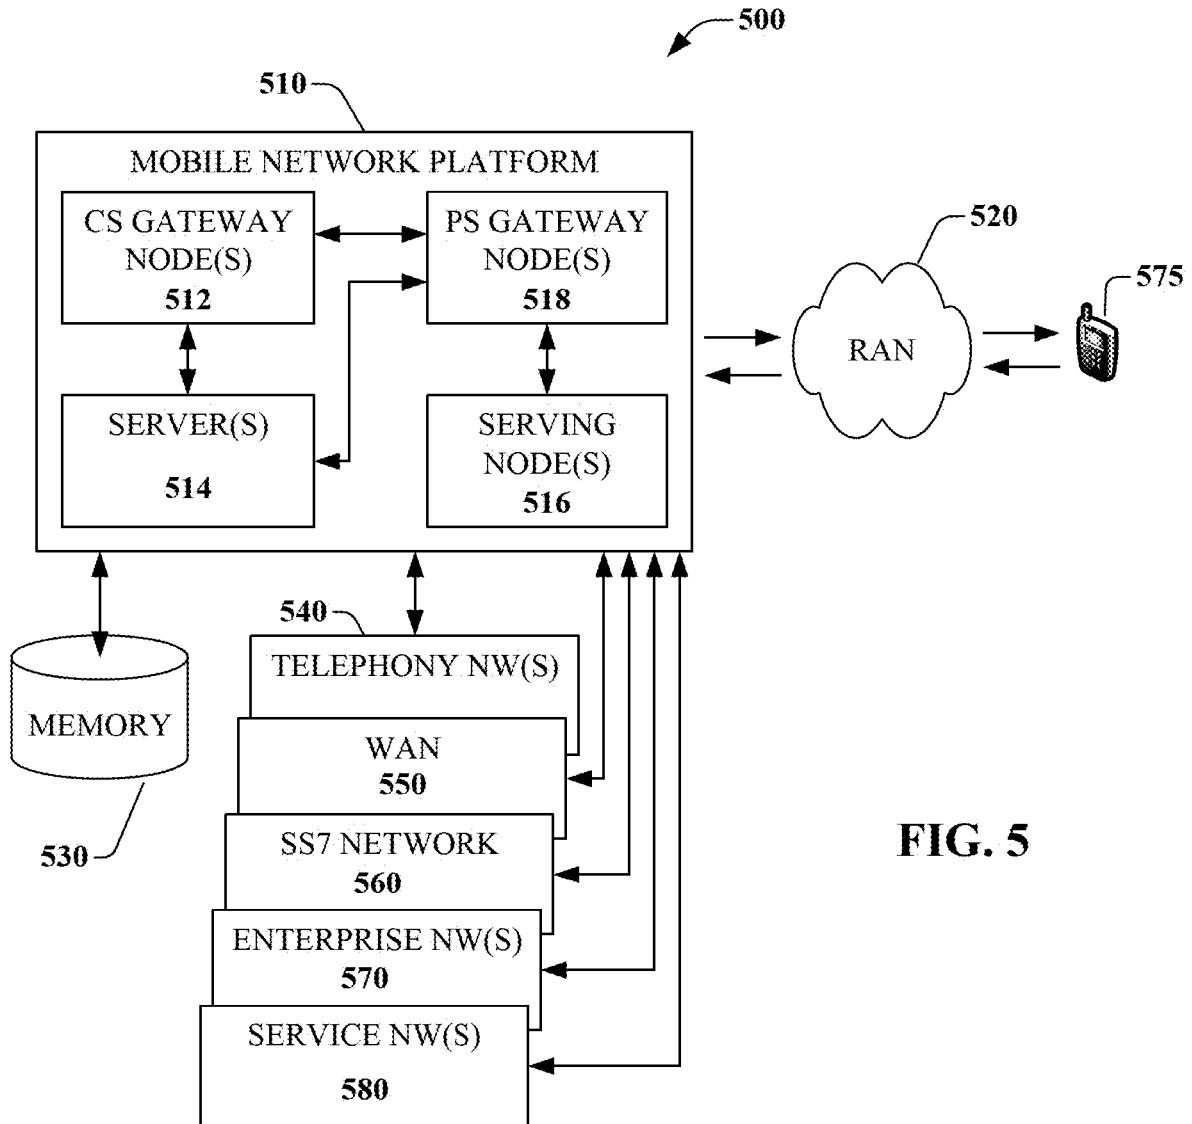 500
510
MOBILE NETWORK PLATFORM
CS GATEWAY
NODE(S)
512
PS GATEWAY
NODE(S)
518
SERVER(S)
514
SERVING
NODE(S)
516
520
RAN
575
540
TELEPHONY NW(S)
MEMORY
530
WAN
550
SS7 NETWORK
560
ENTERPRISE NW(S)
570
SERVICE NW(S)
580
FIG. 5